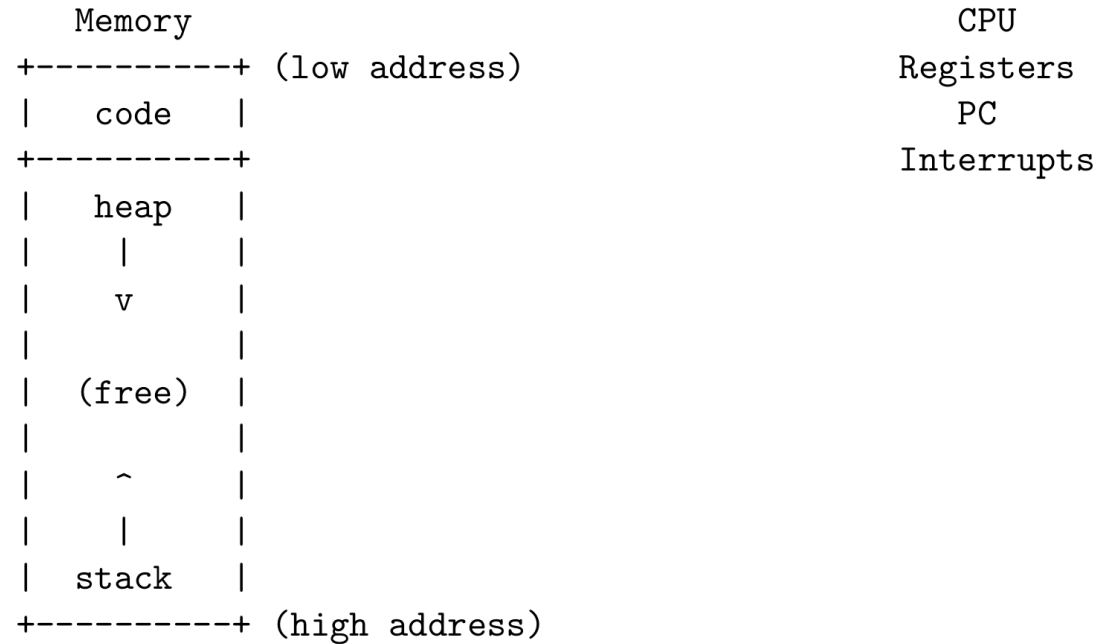 Memory                                       CPU
+-----------+ (low address)                  Registers
|   code    |                                   PC
+-----------+                                Interrupts
|   heap    |
|     |     |
|     v     |
|           |
|  (free)   |
|           |
|     ^     |
|     |     |
|  stack    |
+-----------+ (high address)